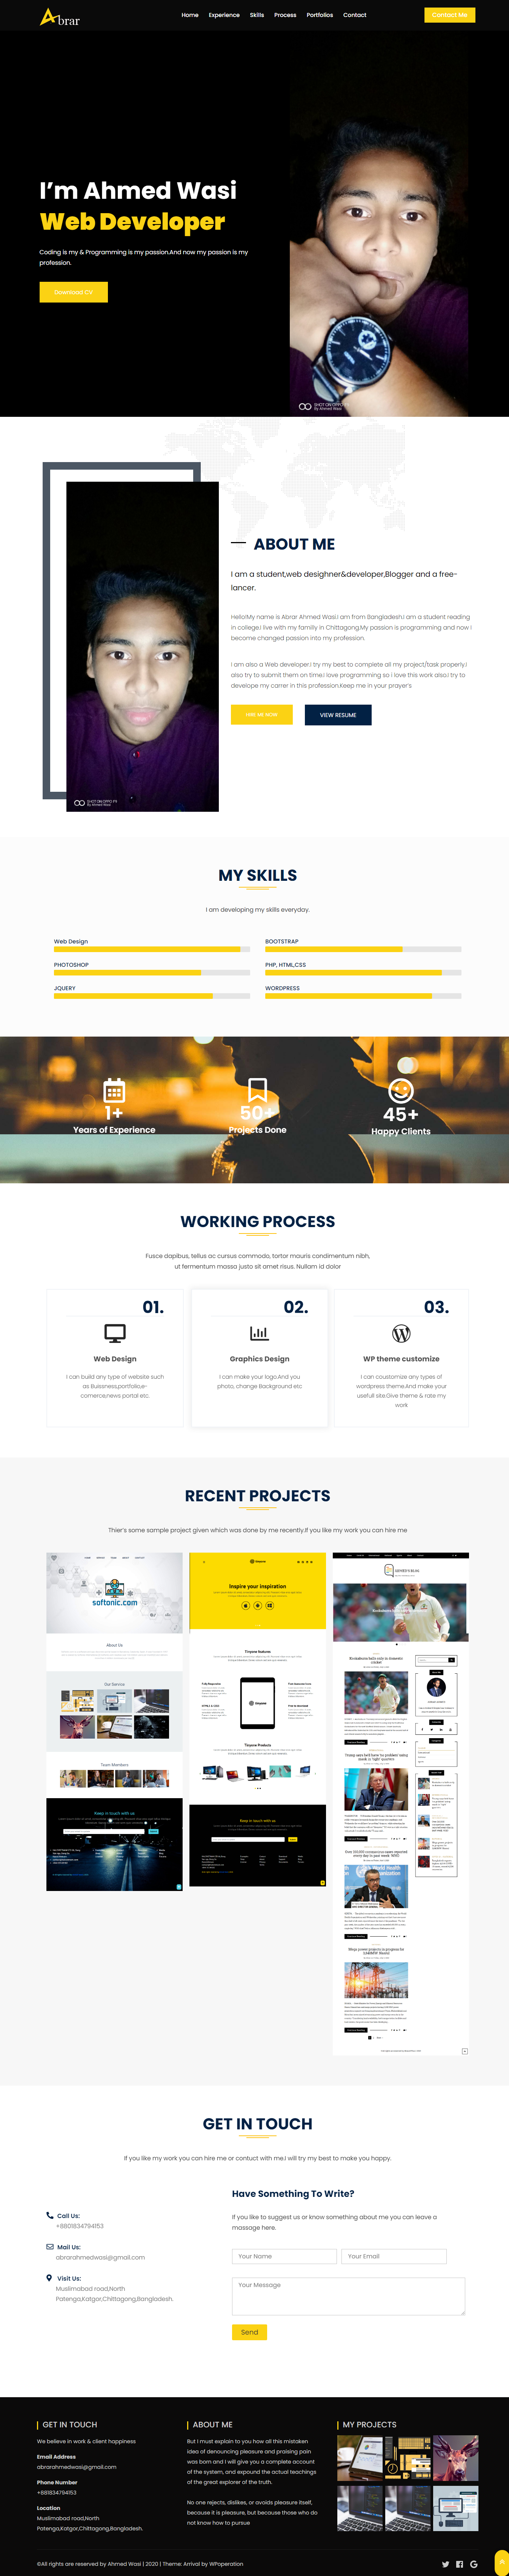 Abrar
Home Experience Skills Process Portfolios Contact
Contact Me
I'm Ahmed Wasi
Web Developer
Coding is my & Programming is my passion.And now my passion is my
profession.
Download CV
SHOT ON OPPO
By Ahmed Wasi
ABOUT ME
I am a student,web desighner&developer,Blogger and a free-
lancer.
Hello!My name is Abrar Ahmed Wasi.I am from Bangladesh.I am a student reading
in college.I live with my familiy in Chittagong.My passion is programming and now i
become changed passion into my profession.
I am also a Web developer.I try my best to complete all my project/task properly.I
also try to submit them on time.I love programming so i love this work also.I try to
develope my carrer in this profession.Keep me in your prayer's
HIRE ME NOW
VIEW RESUME
SHOT ON OPPO
By Ahmed Wasi
MY SKILLS
I am developing my skills everyday.
Web Design
BOOTSTRAP
PHOTOSHOP
PHP, HTML,CSS
JQUERY
WORDPRESS
1+
Years of Experience
50+
Projects Done
45+
Happy Clients
WORKING PROCESS
Fusce dapibus, tellus ac cursus commodo, tortor mauris condimentum nibh,
ut fermentum massa justo sit amet risus. Nullam id dolor
01.
Web Design
I can build any type of website such
as Buissness,portfolio,e-
comerce,news portal etc
02.
Graphics Design
I can make your logo.And you
photo, change Background etc
03.
WP theme customize
I can coustomize any types of
wordpress theme.And make your
usefull site.Give theme & rate my
work
RECENT PROJECTS
Thier's some sample project given which was done by me recently.If you like my work you can hire me
softonic.com
About Us
Our Service
Team Members
Keep in touch with us
Inspire your inspiration
Tinyone features
Tinyone Products
Keep in touch with us
AHMED'S BLOG
GET IN TOUCH
If you like my work you can hire me or contuct with me.I will try my best to make you happy.
Call Us:
+8801834794153
Mail Us:
abrarahmedwasi@gmail.com
Visit Us:
Muslimabad road,North
Patenga,Katgor,Chittagong,Bangladesh.
Have Something To Write?
If you like to suggest us or know something about me you can leave a
massage here.
Your Name
Your Email
Your Message
Send
GET IN TOUCH
We believe in work & client happiness
Email Address
abrarahmedwasi@gmail.com
Phone Number
+881834794153
Location
Muslimabad road,North
Patenga,Katgor,Chittagong,Bangladesh.
ABOUT ME
But I must explain to you how all this mistaken
idea of denouncing pleasure and praising pain
was born and I will give you a complete account
of the system, and expound the actual teachings
of the great explorer of the truth.
No one rejects, dislikes, or avoids pleasure itself,
because it is pleasure, but because those who do
not know how to pursue
MY PROJECTS
©All rights are reserved by Ahmed Wasi | 2020 | Theme: Arrival by WPoperation